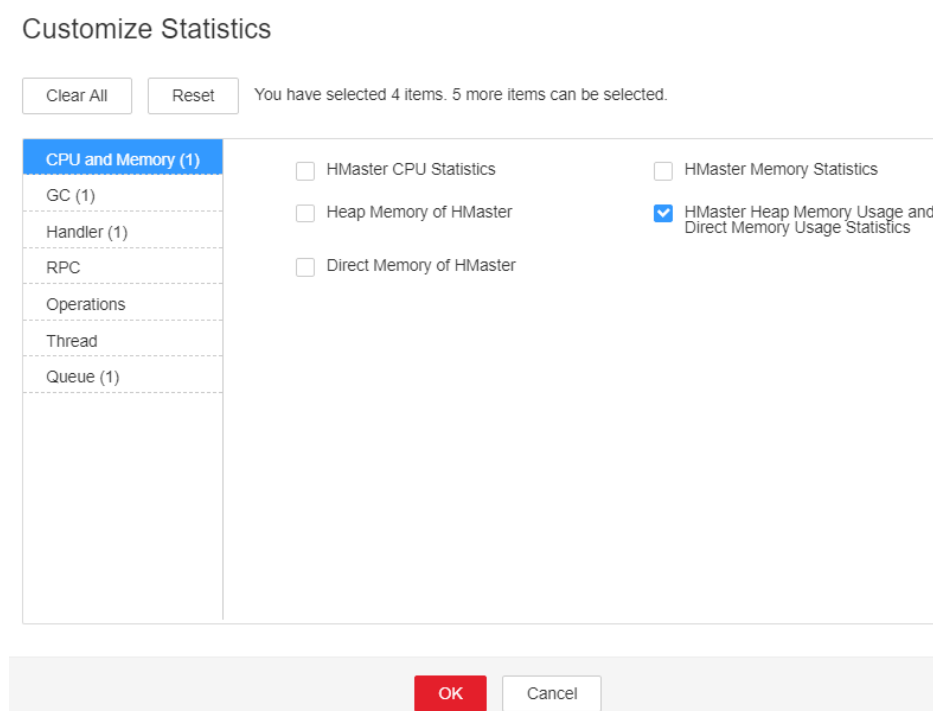 Customize Statistics
Clear All
Reset
You have selected 4 items. 5 more items can be selected.
CPU and Memory (1)
GC (1)
Handler (1)
RPC
Operations
Thread
Queue (1)
HMaster CPU Statistics
HMaster Memory Statistics
Heap Memory of HMaster
HMaster Heap Memory Usage and
Direct Memory Usage Statistics
Direct Memory of HMaster
OK
Cancel